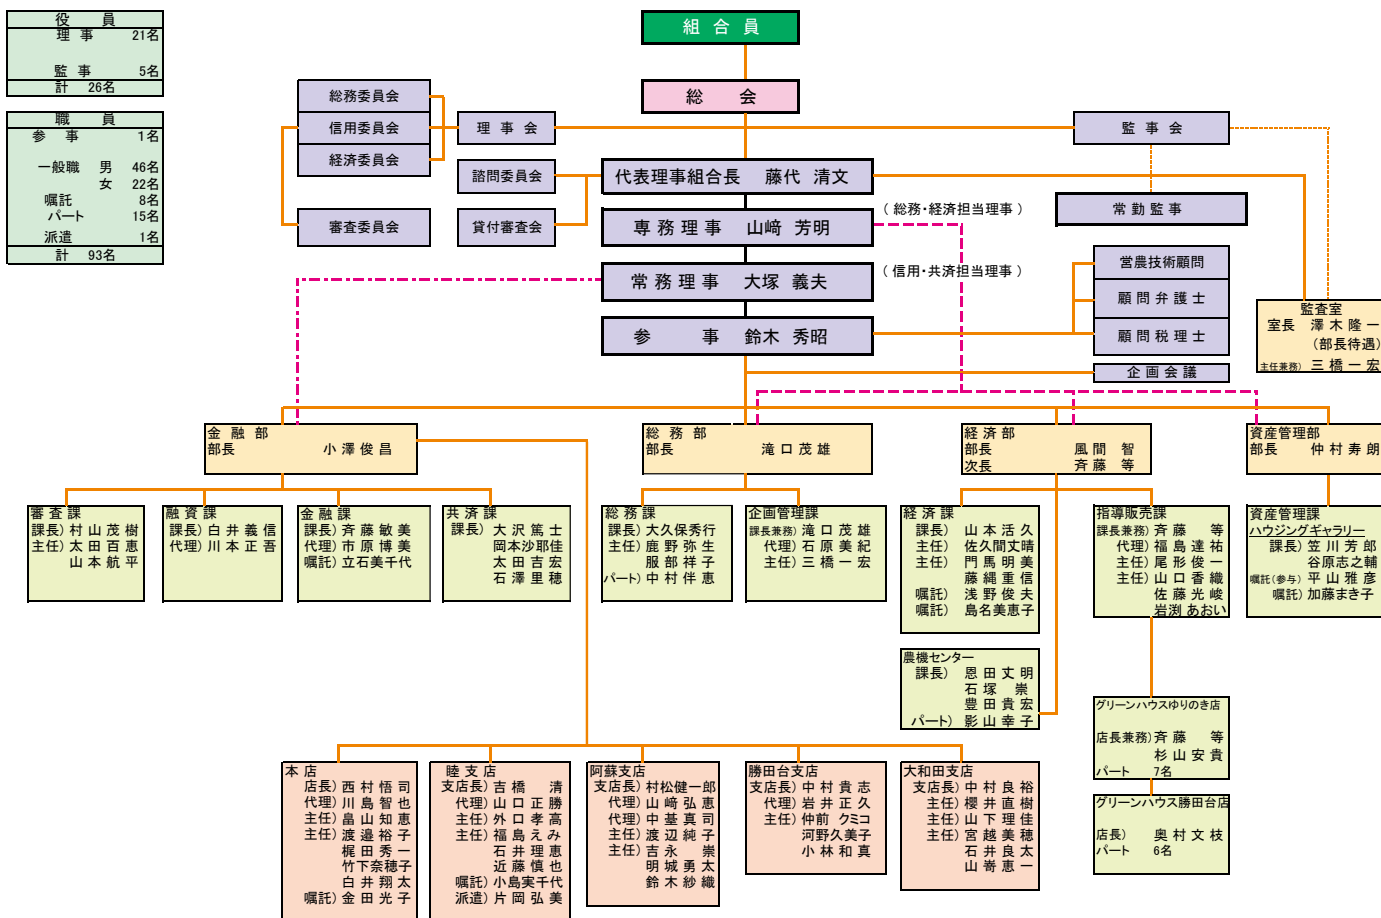 役員
理事 21名
監事 5名
計 26名
職員
参事 1名
一般職 男 46名
女 22名
嘱託 8名
パート 15名
派遣 1名
計 93名
組合員
総会
総務委員会
信用委員会
経済委員会
審査委員会
理事会
諮問委員会
貸付審査会
監事会
常勤監事
代表理事組合長 藤代 清文
専務理事 山﨑 芳明
（総務・経済担当理事）
常務理事 大塚 義夫
（信用・共済担当理事）
参事 鈴木 秀昭
営農技術顧問
顧問弁護士
顧問税理士
企画会議
監査室
室長 澤木隆一
（部長待遇）
主任兼務）三橋一宏
金融部
部長 小澤俊昌
総務部
部長 滝口茂雄
経済部
部長 風間 智
次長 斉藤 等
資産管理部
部長 仲村寿朗
審査課
課長）村山茂樹
主任）太田百恵
山本航平
融資課
課長）白井義信
代理）川本正吾
金融課
課長）斉藤敏美
代理）市原博美
嘱託）立石美千代
共済課
課長）大沢篤士
岡本沙耶佳
太田吉宏
石澤里穂
総務課
課長）大久保秀行
主任）鹿野弥生
服部祥子
パート）中村伴恵
企画管理課
課長兼務）滝口茂雄
代理）石原美紀
主任）三橋一宏
経済課
課長）山本活久
主任）佐久間丈晴
主任）門馬明美
藤縄重信
嘱託）浅野俊夫
嘱託）島名美恵子
指導販売課
課長兼務）斉藤 等
代理）福島達祐
主任）尾形俊一
主任）山口香織
佐藤光峻
岩渕あおい
資産管理課
ハウジングギャラリー
課長）笠川芳郎
谷原志之輔
嘱託（参与）平山雅彦
嘱託）加藤まき子
農機センター
課長）恩田丈明
石塚 崇
豊田貴宏
パート）影山幸子
グリーンハウスゆりのき店
店長兼務）斉藤 等
杉山安貴
パート 7名
グリーンハウス勝田台店
店長）奥村文枝
パート 6名
本店
店長）西村悟司
代理）川島智也
主任）畠山知恵
主任）渡邉裕子
梶田秀一
竹下奈穂子
白井翔太
嘱託）金田光子
睦支店
支店長）吉橋 清
代理）山口正勝
主任）外口孝高
主任）福島えみ
石井理恵
近藤慎也
嘱託）小島実千代
派遣）片岡弘美
阿蘇支店
支店長）村松健一郎
代理）山﨑弘恵
代理）中基真司
主任）渡辺純子
主任）吉永 崇
明城勇太
鈴木紗織
勝田台支店
支店長）中村貴志
代理）岩井正久
主任）仲前クミコ
河野久美子
小林和真
大和田支店
支店長）中村良裕
主任）櫻井直樹
主任）山下理佳
主任）宮越美穂
石井良太
山嵜恵一